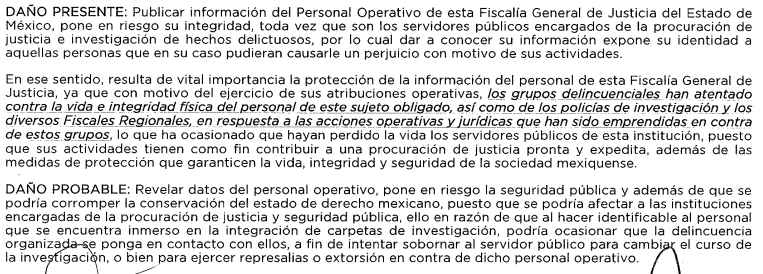 DAÑO PRESENTE: Publicar información del Personal Operativo de esta Fiscalía General de Justicia del Estado de
México, pone en riesgo su integridad, toda vez que son los servidores públicos encargados de la procuración de
justicia e investigación de hechos delictuosos, por lo cual dar a conocer su información expone su identidad a
aquellas personas que en su caso pudieran causarle un perjuicio con motivo de sus actividades.
En ese sentido, resulta de vital importancia la protección de la información del personal de esta Fiscalía General de
Justicia, ya que con motivo del ejercicio de sus atribuciones operativas, los grupos delincuenciales han atentado
contra la vida e integridad física del personal de este sujeto obligado, así como de los policías de investigación y los
diversos Fiscales Regionales, en respuesta a las acciones operativas y jurídicas que han sido emprendidas en contra
de estos grupos, lo que ha ocasionado que hayan perdido la vida los servidores públicos de esta institución, puesto
que sus actividades tienen como fin contribuir a una procuración de justicia pronta y expedita, además de las
medidas de protección que garanticen la vida, integridad y seguridad de la sociedad mexiquense.
DAÑO PROBABLE: Revelar datos del personal operativo, pone en riesgo la seguridad pública y además de que se
podría corromper la conservación del estado de derecho mexicano, puesto que se podría afectar a las instituciones
encargadas de la procuración de justicia y seguridad pública, ello en razón de que al hacer identificable al personal
que se encuentra inmerso en la integración de carpetas de investigación, podría ocasionar que la delincuencia
organizada se ponga en contacto con ellos, a fin de intentar sobornar al servidor público para cambiar el curso de
la investigación, o bien para ejercer represalias o extorsión en contra de dicho personal operativo.